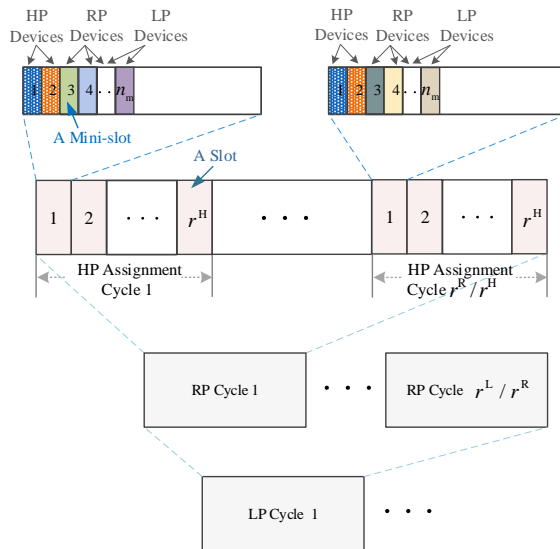 HP Devices
RP Devices
LP Devices
HP Devices
RP Devices
LP Devices
1 2 3 4 . . n_m
1 2 3 4 . . n_m
A Mini-slot
A Slot
1 2 · · · r^H · · · 1 2 · · · r^H
HP Assignment Cycle 1
HP Assignment Cycle r^R/r^H
RP Cycle 1 · · · RP Cycle r^L / r^R
LP Cycle 1 · · ·